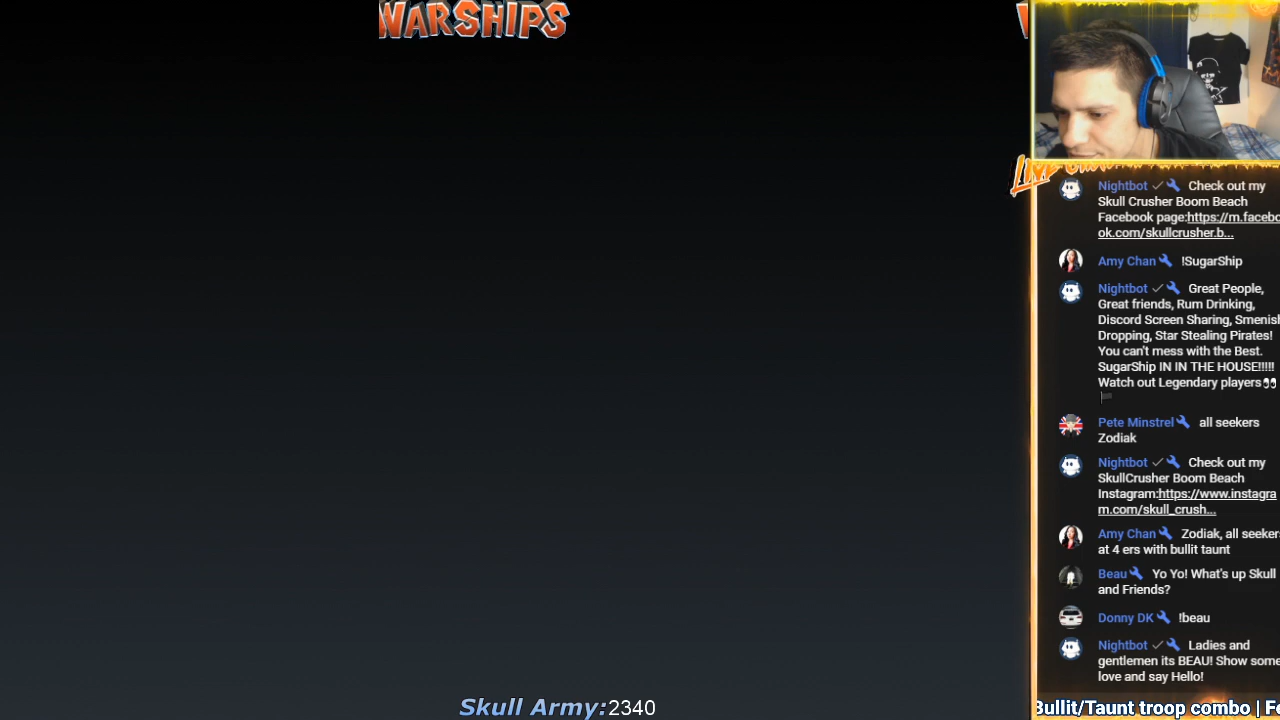 WARSHIPS
LIVE
Nightbot Check out my
Skull Crusher Boom Beach
Facebook page:https://m.facebo
ok.com/skullcrusher.b...
Amy Chan !SugarShip
Nightbot Great People,
Great friends, Rum Drinking,
Discord Screen Sharing, Smenish
Dropping, Star Stealing Pirates!
You can't mess with the Best.
SugarShip IN IN THE HOUSE!!!!!
Watch out Legendary players👀
🏴
Pete Minstrel all seekers
Zodiak
Nightbot Check out my
SkullCrusher Boom Beach
Instagram:https://www.instagra
m.com/skull_crush...
Amy Chan Zodiak, all seekers
at 4 ers with bullit taunt
Beau Yo Yo! What's up Skull
and Friends?
Donny DK !beau
Nightbot Ladies and
gentlemen its BEAU! Show some
love and say Hello!
Skull Army:2340
Bullit/Taunt troop combo | Fe